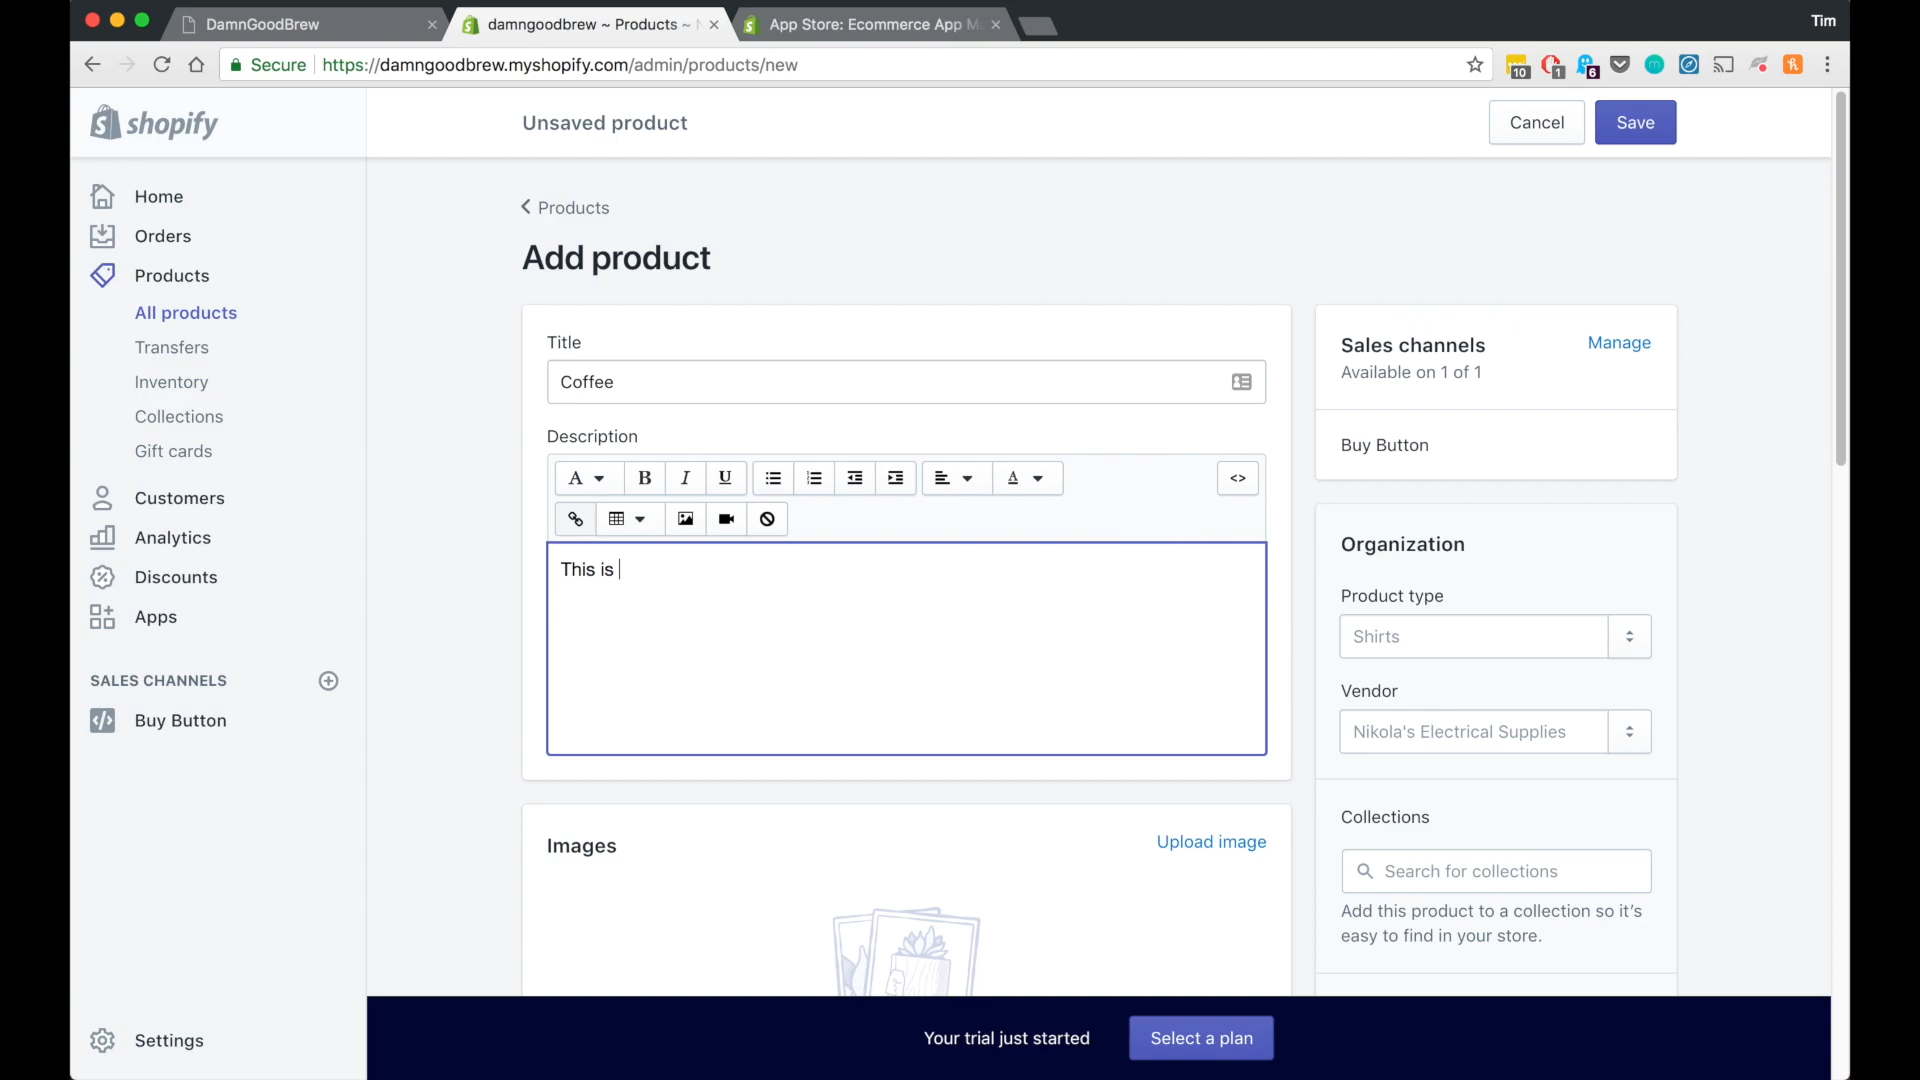 DamnGoodBrew
damngoodbrew ~ Products ~
App Store: Ecommerce App
Tim
Secure
https://damngoodbrew.myshopify.com/admin/products/new
10
1
6
shopify
Unsaved product
Cancel
Save
Home
Orders
Products
All products
Transfers
Inventory
Collections
Gift cards
Customers
Analytics
Discounts
Apps
SALES CHANNELS
Buy Button
Settings
Products
Add product
Title
Coffee
Description
A
B
I
U
A
<>
This is
Images
Upload image
Sales channels
Manage
Available on 1 of 1
Buy Button
Organization
Product type
Shirts
Vendor
Nikola's Electrical Supplies
Collections
Search for collections
Add this product to a collection so it’s
easy to find in your store.
Your trial just started
Select a plan